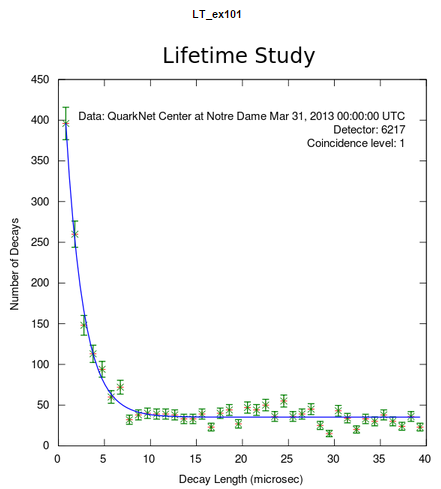 LT_ex101
Lifetime Study
450
400
350
300
250
200
150
100
50
0
Data: QuarkNet Center at Notre Dame Mar 31, 2013 00:00:00 UTC
Detector: 6217
Coincidence level: 1
Number of Decays
0 5 10 15 20 25 30 35 40
Decay Length (microsec)